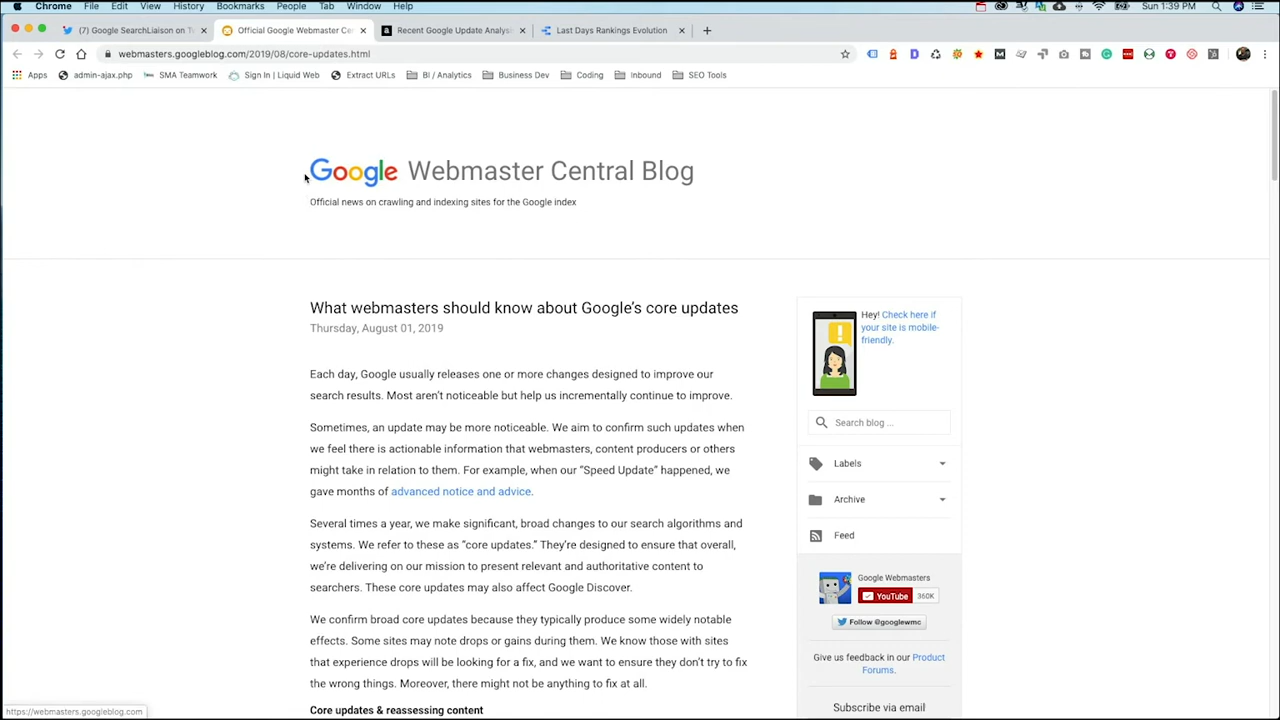 Chrome File Edit View History Bookmarks People Tab Window Help Sun 1:39 PM
(7) Google SearchLiaison on T
Official Google Webmaster Ce
Recent Google Update Analysis
Last Days Rankings Evolution
webmasters.googleblog.com/2019/08/core-updates.html
Apps admin-ajax.php SMA Teamwork Sign In | Liquid Web Extract URLs BI / Analytics Business Dev Coding Inbound SEO Tools
Google Webmaster Central Blog
Official news on crawling and indexing sites for the Google index
What webmasters should know about Google's core updates
Thursday, August 01, 2019
Each day, Google usually releases one or more changes designed to improve our
search results. Most aren't noticeable but help us incrementally continue to improve.
Sometimes, an update may be more noticeable. We aim to confirm such updates when
we feel there is actionable information that webmasters, content producers or others
might take in relation to them. For example, when our "Speed Update" happened, we
gave months of advanced notice and advice.
Several times a year, we make significant, broad changes to our search algorithms and
systems. We refer to these as "core updates." They're designed to ensure that overall,
we're delivering on our mission to present relevant and authoritative content to
searchers. These core updates may also affect Google Discover.
We confirm broad core updates because they typically produce some widely notable
effects. Some sites may note drops or gains during them. We know those with sites
that experience drops will be looking for a fix, and we want to ensure they don't try to fix
the wrong things. Moreover, there might not be anything to fix at all.
Core updates & reassessing content
Hey! Check here if
your site is mobile-
friendly.
Search blog ...
Labels
Archive
Feed
Google Webmasters
YouTube 360K
Follow @googlewmc
Give us feedback in our Product
Forums.
Subscribe via email
https://webmasters.googleblog.com